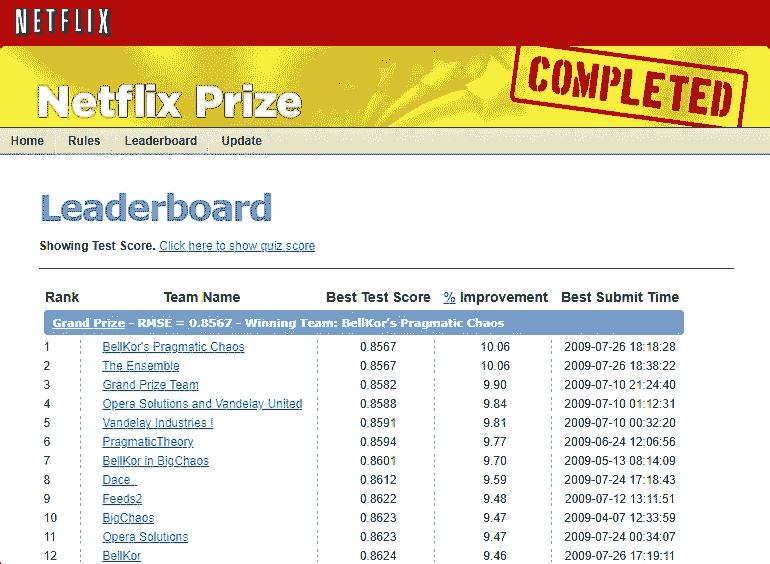 NETFLIX
Netflix Prize
COMPLETED
Home Rules Leaderboard Update
Leaderboard
Showing Test Score. Click here to show quiz score
Rank Team Name Best Test Score % Improvement Best Submit Time
Grand Prize - RMSE = 0.8567 - Winning Team: BellKor's Pragmatic Chaos
1 BellKor's Pragmatic Chaos 0.8567 10.06 2009-07-26 18:18:28
2 The Ensemble 0.8567 10.06 2009-07-26 18:38:22
3 Grand Prize Team 0.8582 9.90 2009-07-10 21:24:40
4 Opera Solutions and Vandelay United 0.8588 9.84 2009-07-10 01:12:31
5 Vandelay Industries ! 0.8591 9.81 2009-07-10 00:32:20
6 PragmaticTheory 0.8594 9.77 2009-06-24 12:06:56
7 BellKor in BigChaos 0.8601 9.70 2009-05-13 08:14:09
8 Dace_ 0.8612 9.59 2009-07-24 17:18:43
9 Feeds2 0.8622 9.48 2009-07-12 13:11:51
10 BigChaos 0.8623 9.47 2009-04-07 12:33:59
11 Opera Solutions 0.8623 9.47 2009-07-24 00:34:07
12 BellKor 0.8624 9.46 2009-07-26 17:19:11